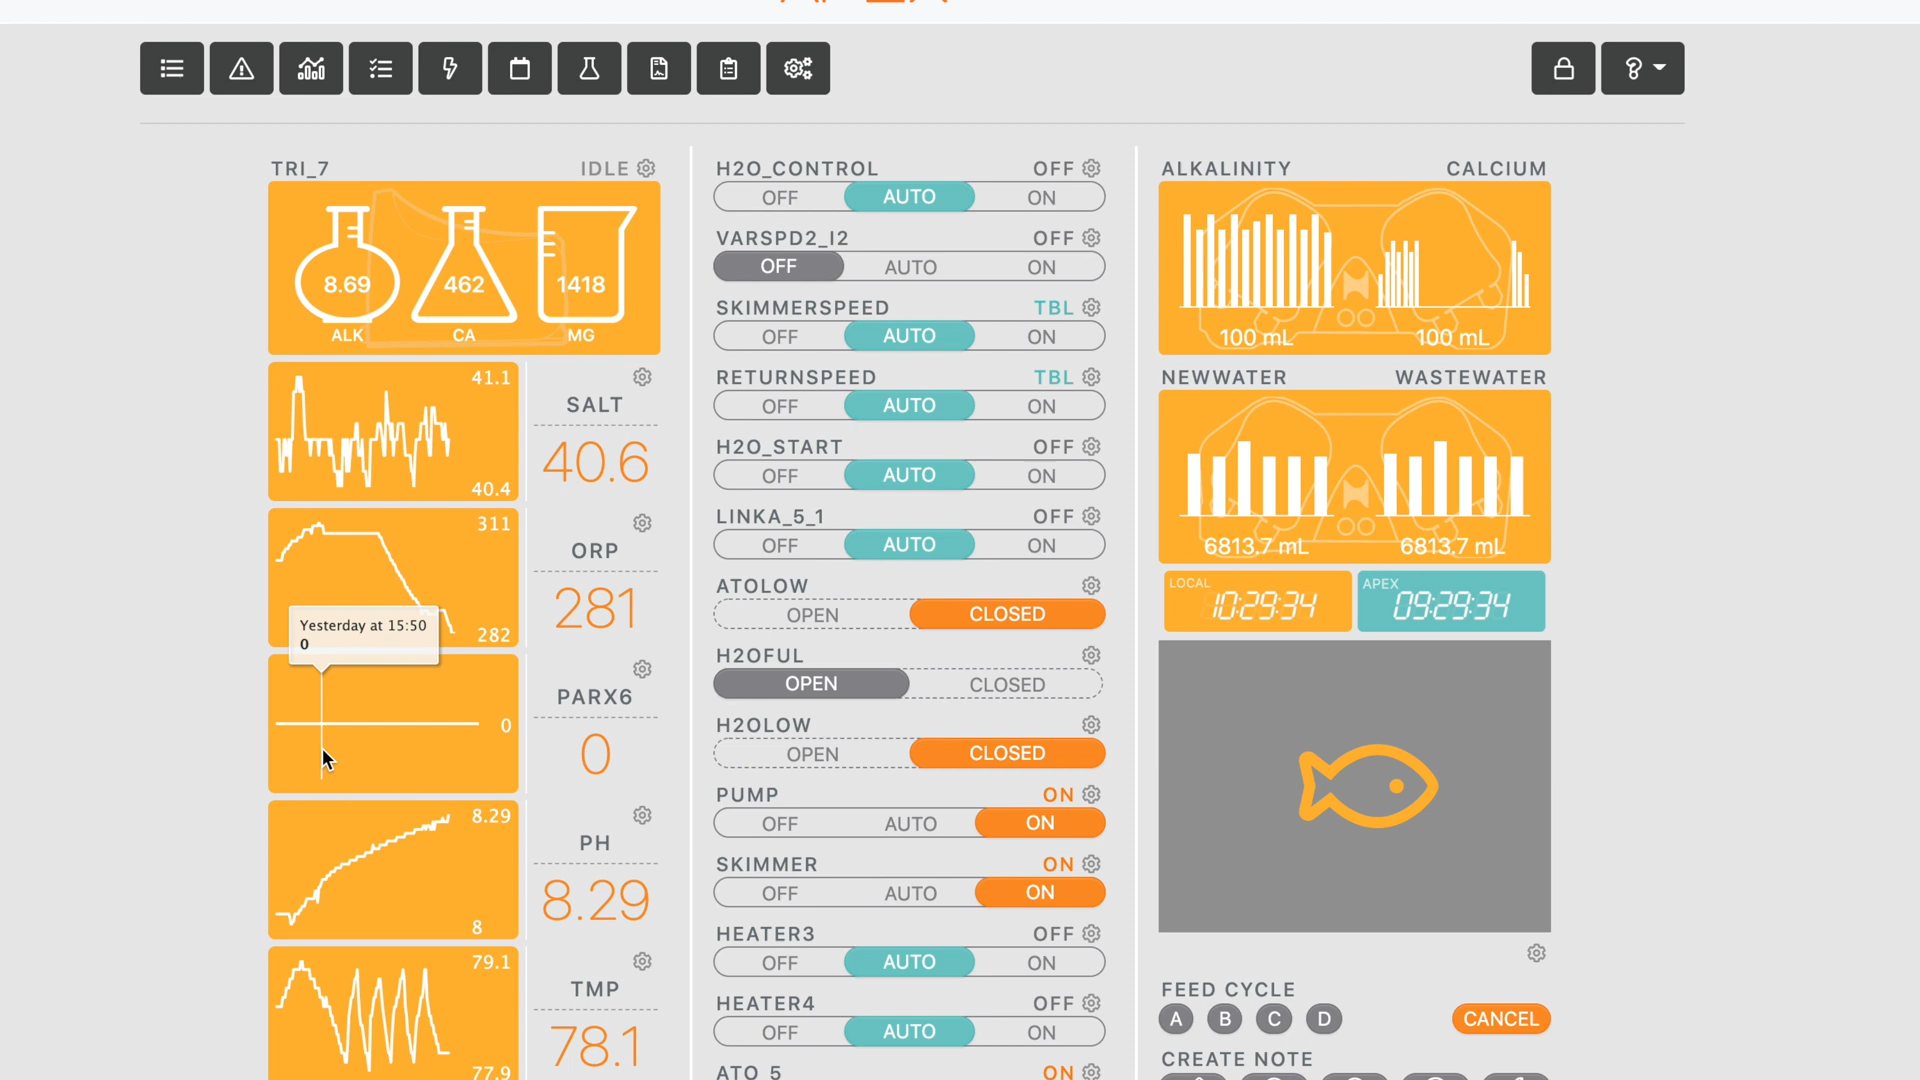 TRI_7 IDLE
8.69 462 1418
ALK CA MG
41.1
40.4
SALT
40.6
311
282
ORP
281
Yesterday at 15:50
0
0
PARX6
0
8.29
8
PH
8.29
79.1
77.9
TMP
78.1
H2O_CONTROL OFF
OFF AUTO ON
VARSPD2_I2 OFF
OFF AUTO ON
SKIMMERSPEED TBL
OFF AUTO ON
RETURNSPEED TBL
OFF AUTO ON
H2O_START OFF
OFF AUTO ON
LINKA_5_1 OFF
OFF AUTO ON
ATOLOW
OPEN CLOSED
H2OFUL
OPEN CLOSED
H2OLOW
OPEN CLOSED
PUMP ON
OFF AUTO ON
SKIMMER ON
OFF AUTO ON
HEATER3 OFF
OFF AUTO ON
HEATER4 OFF
OFF AUTO ON
ATO_5 ON
ALKALINITY CALCIUM
100 mL 100 mL
NEWWATER WASTEWATER
6813.7 mL 6813.7 mL
LOCAL 10:29:34
APEX 09:29:34
FEED CYCLE
A B C D CANCEL
CREATE NOTE